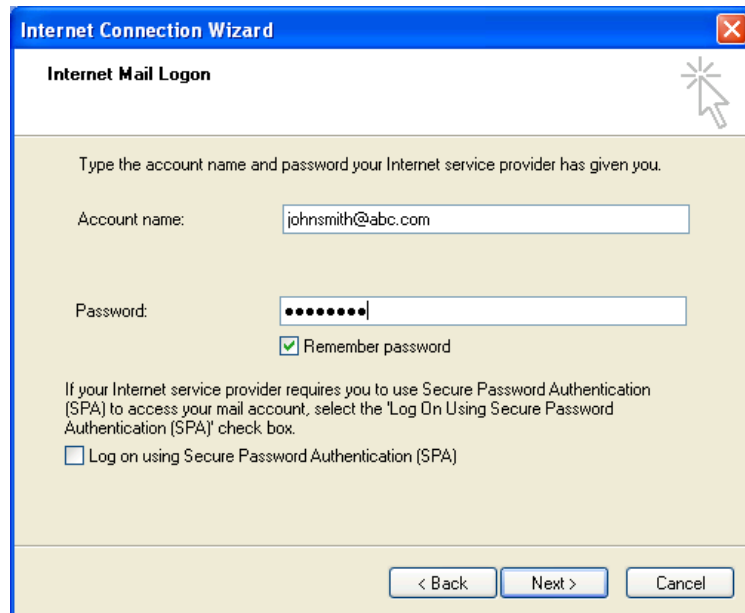 Internet Connection Wizard
Internet Mail Logon
Type the account name and password your Internet service provider has given you.
Account name: johnsmith@abc.com
Password: ●●●●●●●●
Remember password
If your Internet service provider requires you to use Secure Password Authentication
(SPA) to access your mail account, select the 'Log On Using Secure Password
Authentication (SPA)' check box.
Log on using Secure Password Authentication (SPA)
< Back Next > Cancel